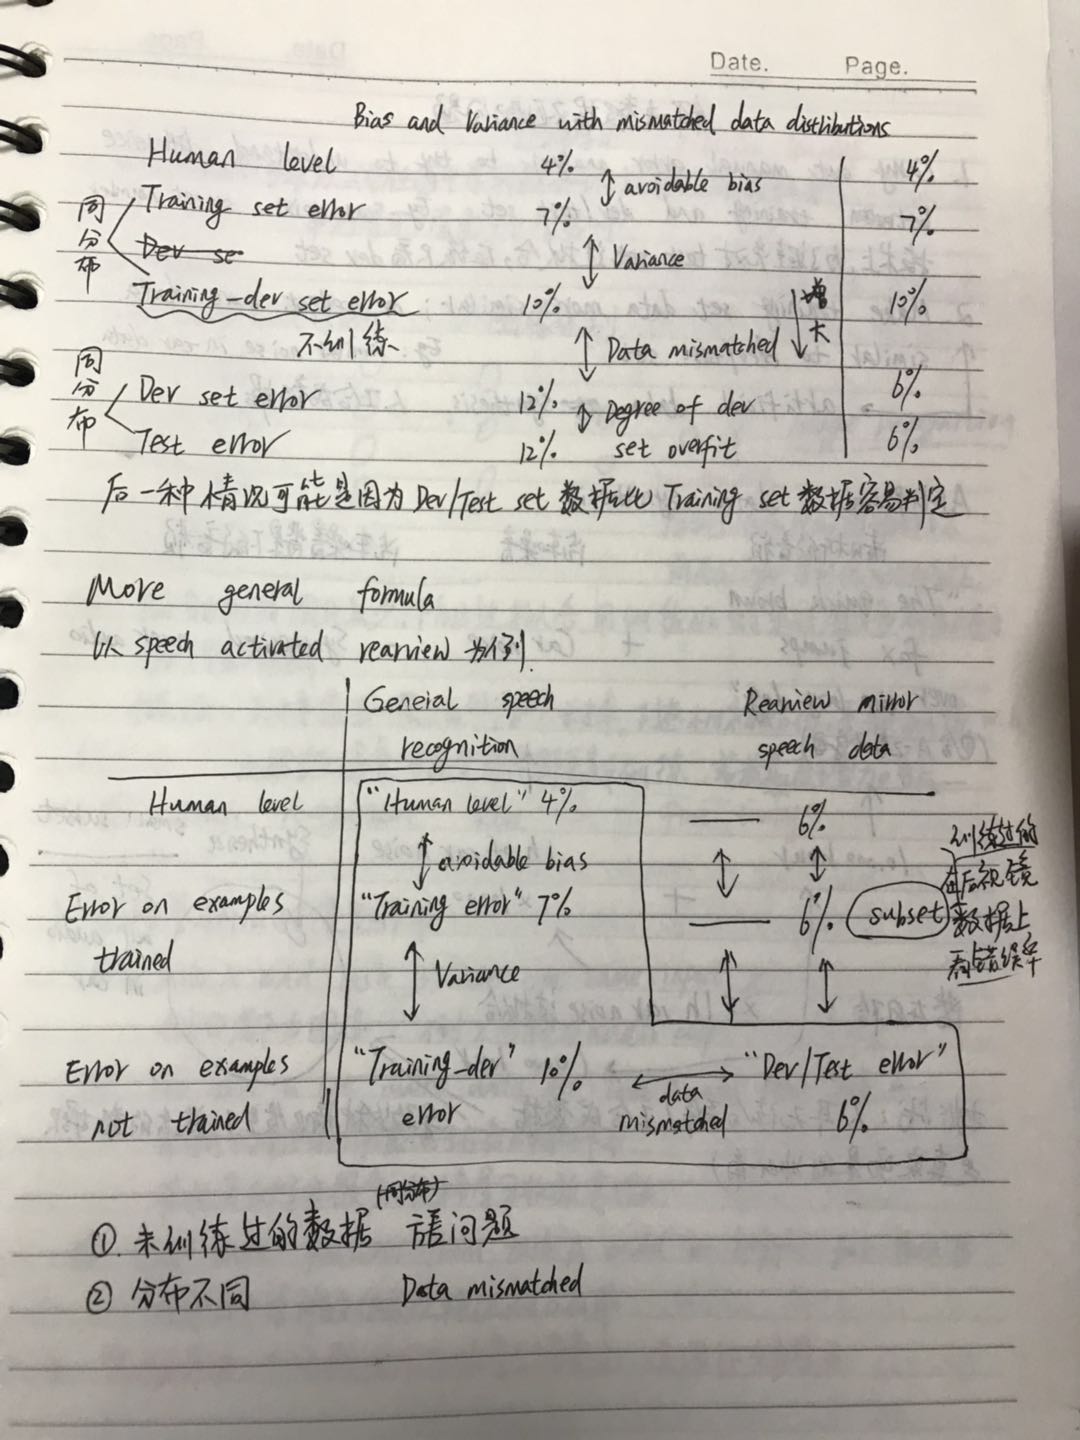 Date. Page.
Bias and Variance with mismatched data distributions
Human level 4% avoidable bias 4%
同分布 Training set error 7% 7%
Dev se Variance
Training-dev set error 10% 增大 10%
不训练 Data mismatched
同分布 Dev set error 12% Degree of dev 6%
Test error 12% set overfit 6%
后一种情况可能是因为Dev/Test set 数据比 Training set 数据容易判定
More general formula
以 speech activated rearview 为例.
General speech Rearview mirror
recognition speech data
Human level "Human level" 4% 6%
avoidable bias
Error on examples "Training error" 7% 6% subset
trained
训练过的
在后视镜
数据上
看错误率
Variance
Error on examples "Training-dev" 10% "Dev/Test error"
not trained error data mismatched 6%
(同分布)
① 未训练过的数据 问题
② 分布不同 Data mismatched